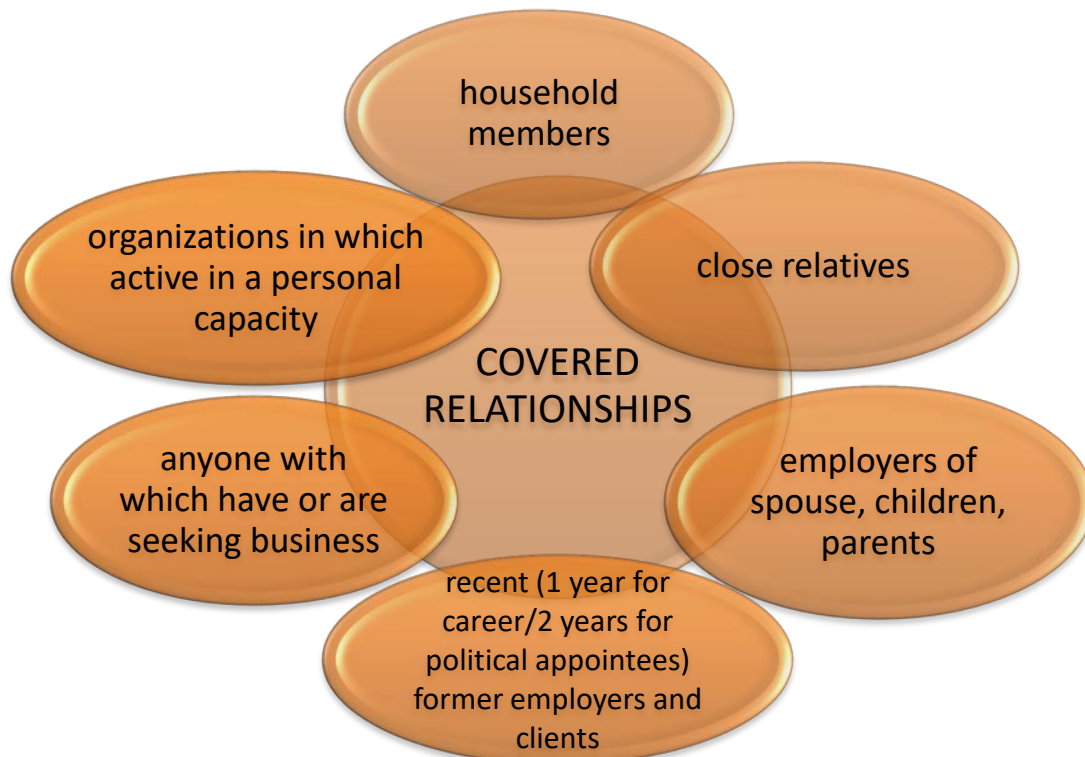 household
members
close relatives
employers of
spouse, children,
parents
recent (1 year for
career/2 years for
political appointees)
former employers and
clients
anyone with
which have or are
seeking business
organizations in which
active in a personal
capacity
COVERED
RELATIONSHIPS